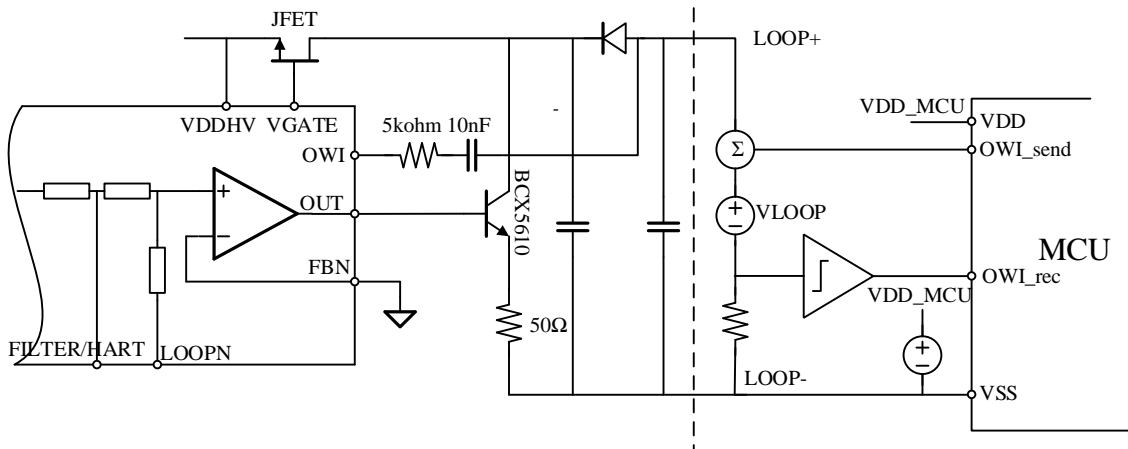 JFET
LOOP+
VDDHV
VGATE
5kohm 10nF
-
VDD_MCU
VDD
OWI
Σ
OWI_send
BCX5610
+
OUT
+
−
VLOOP
−
MCU
FBN
OWI_rec
VDD_MCU
50Ω
+
−
FILTER/HART
LOOPN
LOOP-
VSS